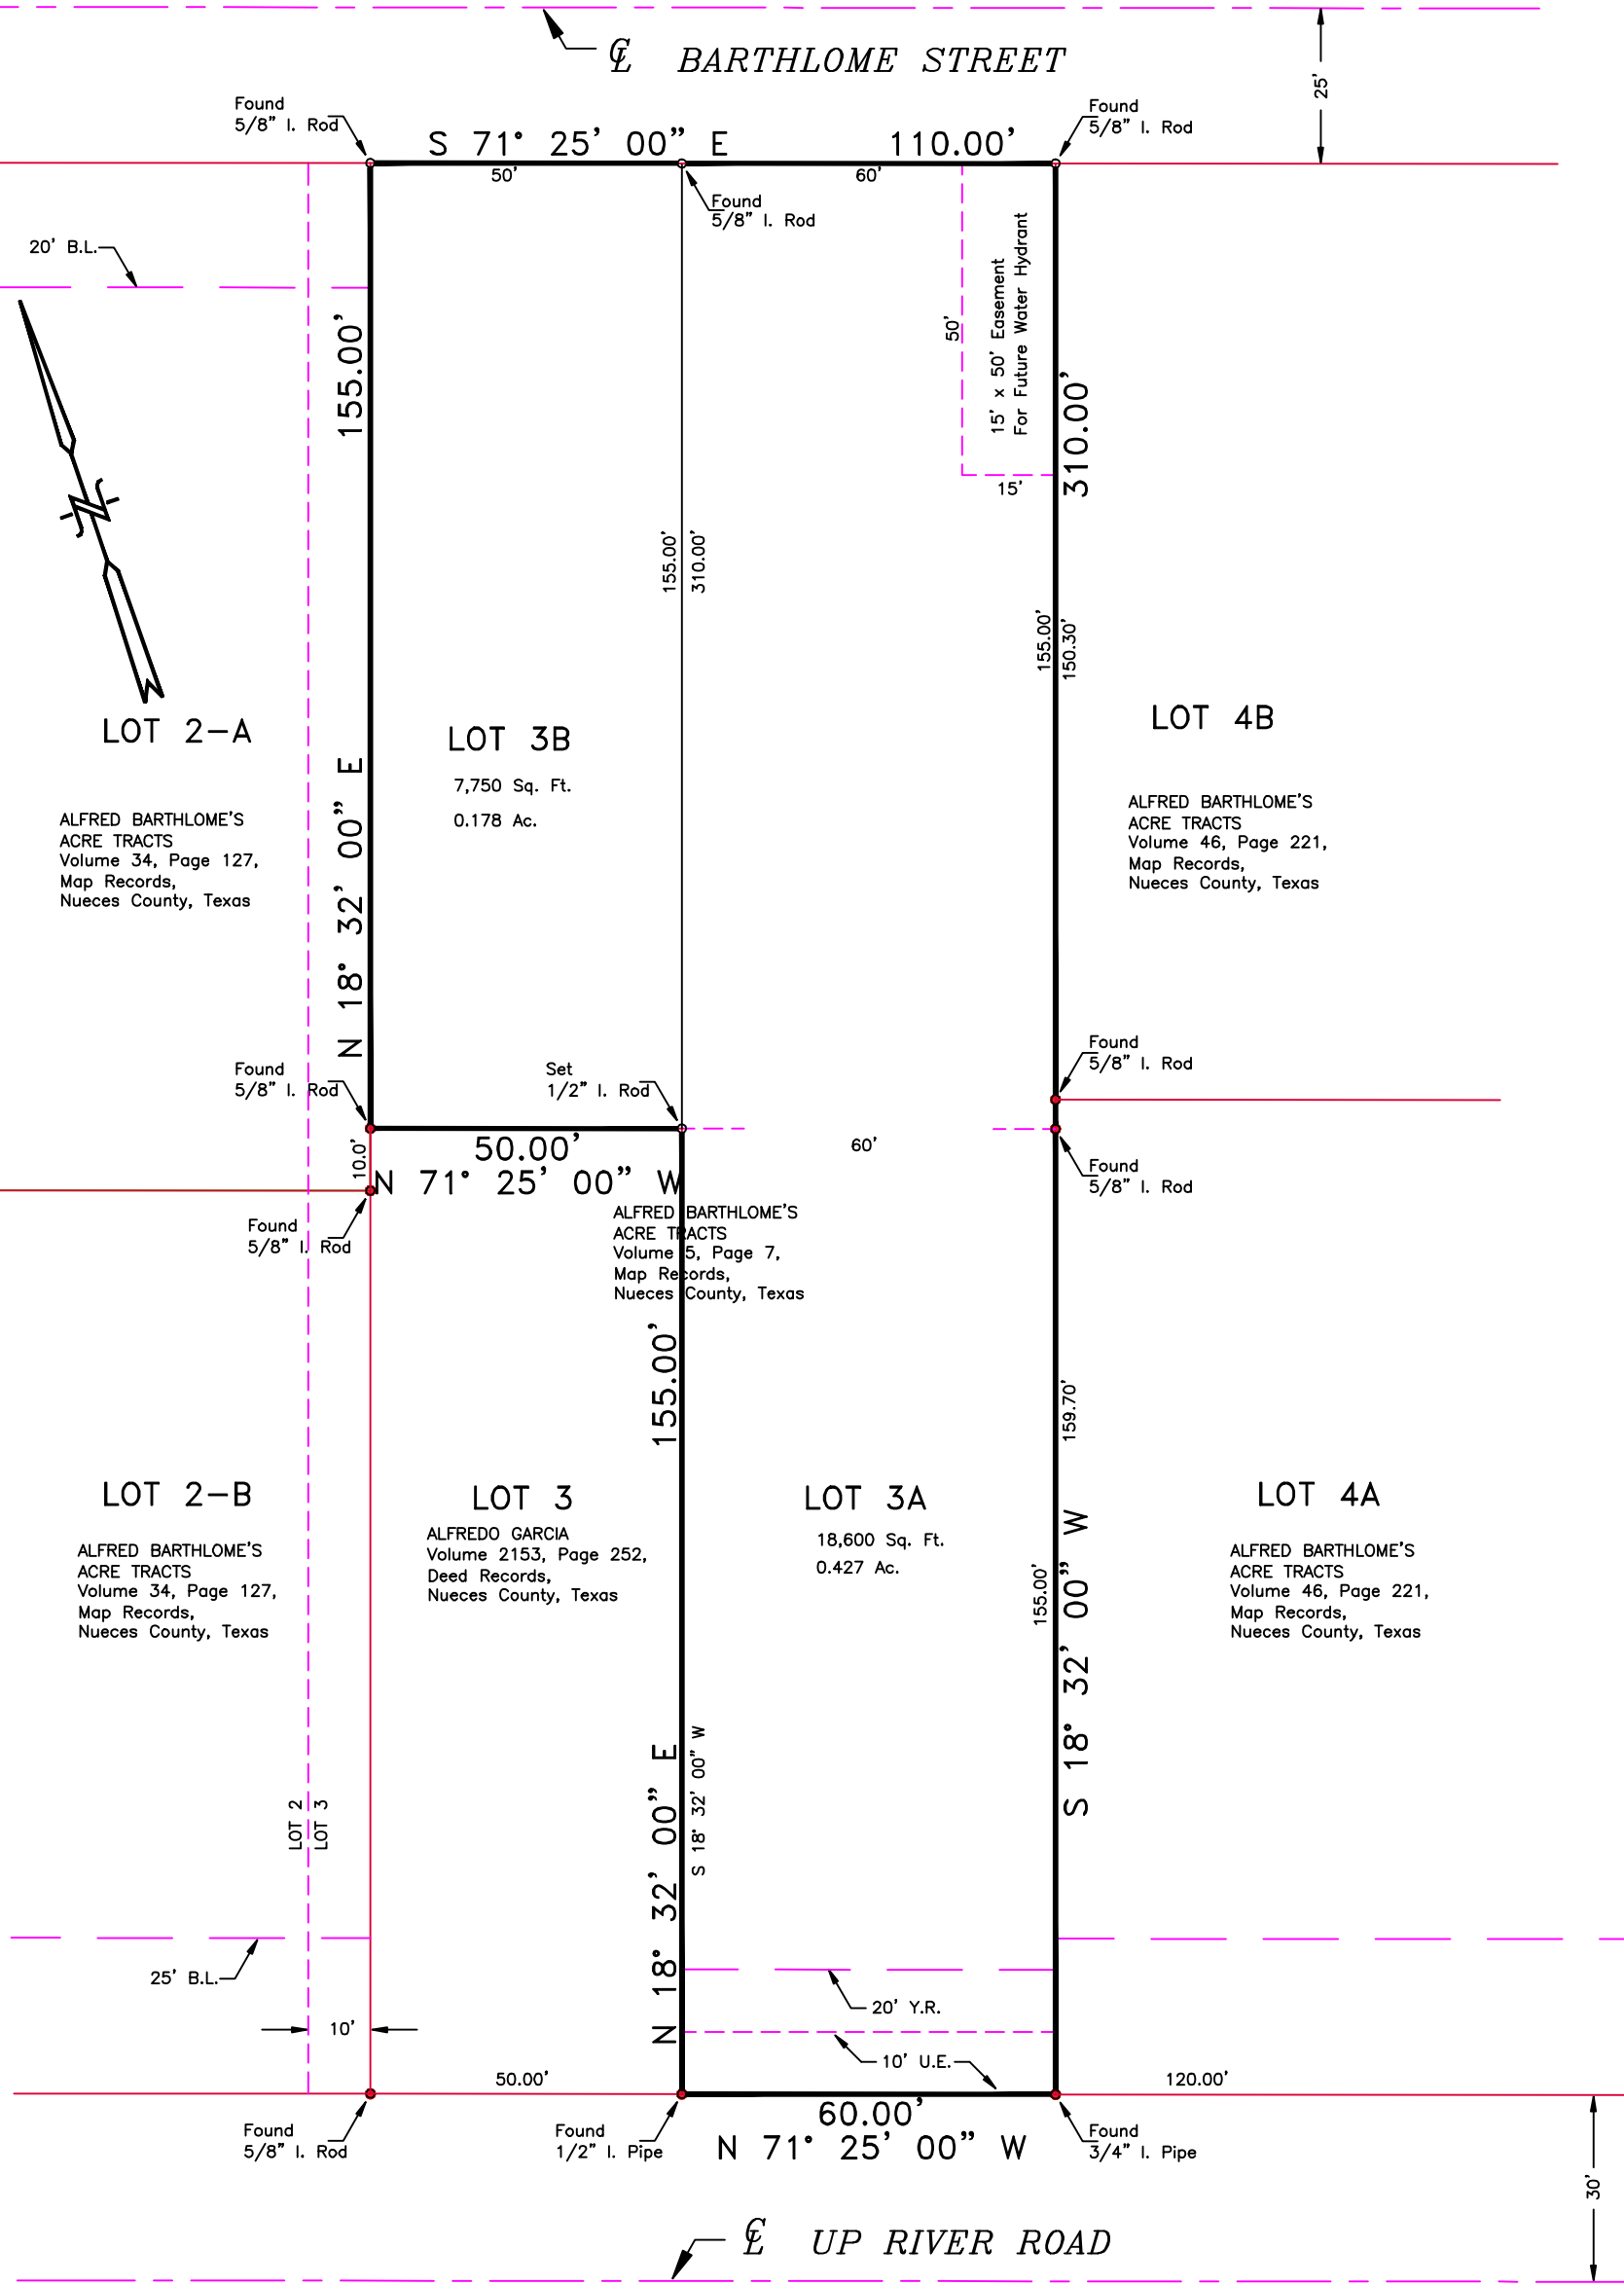 ℄ BARTHLOME STREET
25'
Found
5/8" I. Rod
Found
5/8" I. Rod
S 71° 25' 00" E 110.00'
50'
60'
Found
5/8" I. Rod
20' B.L.
15' x 50' Easement
For Future Water Hydrant
50'
15'
155.00'
N 18° 32' 00" E
310.00'
S 18° 32' 00" W
155.00'
310.00'
155.00'
150.30'
LOT 2-A
ALFRED BARTHLOME'S
ACRE TRACTS
Volume 34, Page 127,
Map Records,
Nueces County, Texas
LOT 3B
7,750 Sq. Ft.
0.178 Ac.
LOT 4B
ALFRED BARTHLOME'S
ACRE TRACTS
Volume 46, Page 221,
Map Records,
Nueces County, Texas
Found
5/8" I. Rod
Set
1/2" I. Rod
Found
5/8" I. Rod
10.0'
50.00'
N 71° 25' 00" W
60'
Found
5/8" I. Rod
Found
5/8" I. Rod
ALFRED BARTHLOME'S
ACRE TRACTS
Volume 5, Page 7,
Map Records,
Nueces County, Texas
155.00'
N 18° 32' 00" E
S 18° 32' 00" W
159.70'
155.00'
LOT 2-B
ALFRED BARTHLOME'S
ACRE TRACTS
Volume 34, Page 127,
Map Records,
Nueces County, Texas
LOT 3
ALFREDO GARCIA
Volume 2153, Page 252,
Deed Records,
Nueces County, Texas
LOT 3A
18,600 Sq. Ft.
0.427 Ac.
LOT 4A
ALFRED BARTHLOME'S
ACRE TRACTS
Volume 46, Page 221,
Map Records,
Nueces County, Texas
LOT 2
LOT 3
25' B.L.
20' Y.R.
10'
10' U.E.
50.00'
120.00'
60.00'
N 71° 25' 00" W
Found
5/8" I. Rod
Found
1/2" I. Pipe
Found
3/4" I. Pipe
30'
℄ UP RIVER ROAD